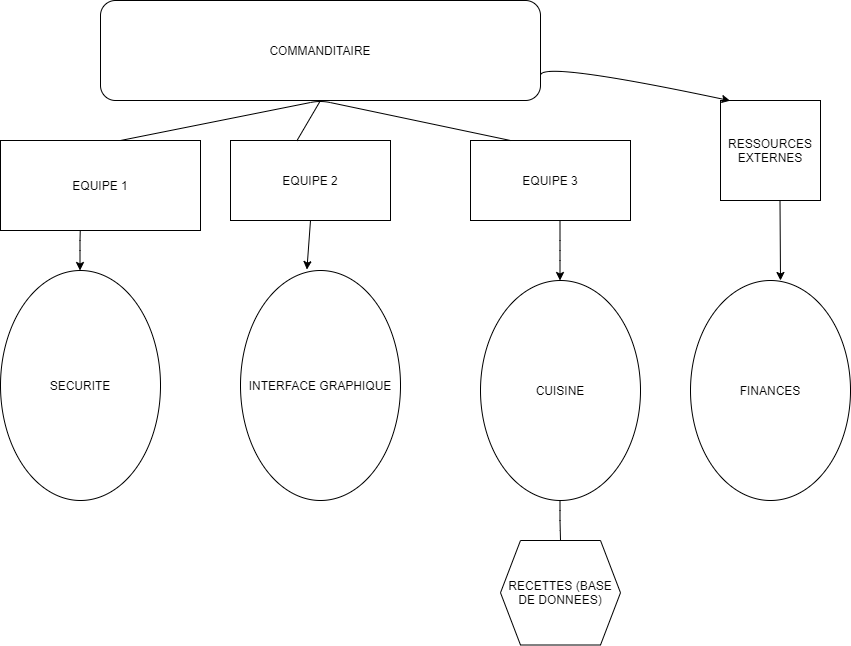 COMMANDITAIRE
RESSOURCES
EXTERNES
EQUIPE 1
EQUIPE 2
EQUIPE 3
SECURITE
INTERFACE GRAPHIQUE
CUISINE
FINANCES
RECETTES (BASE
DE DONNEES)